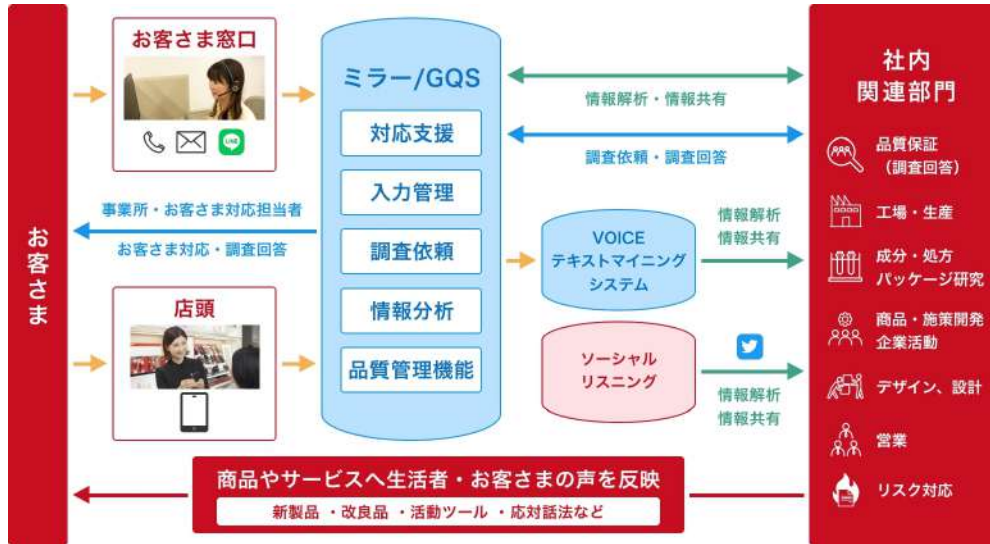 お客さま
お客さま窓口
LINE
事業所・お客さま対応担当者
お客さま対応・調査回答
店頭
ミラー/GQS
対応支援
入力管理
調査依頼
情報分析
品質管理機能
情報解析・情報共有
調査依頼・調査回答
VOICE
テキストマイニング
システム
情報解析
情報共有
ソーシャル
リスニング
情報解析
情報共有
社内
関連部門
品質保証
(調査回答)
工場・生産
成分・処方
パッケージ研究
商品・施策開発
企業活動
デザイン、設計
営業
リスク対応
商品やサービスへ生活者・お客さまの声を反映
新製品 ・改良品 ・活動ツール ・応対話法など